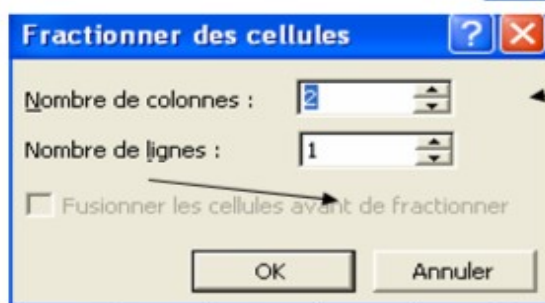 Fractionner des cellules
Nombre de colonnes : 2
Nombre de lignes : 1
Fusionner les cellules avant de fractionner
OK Annuler